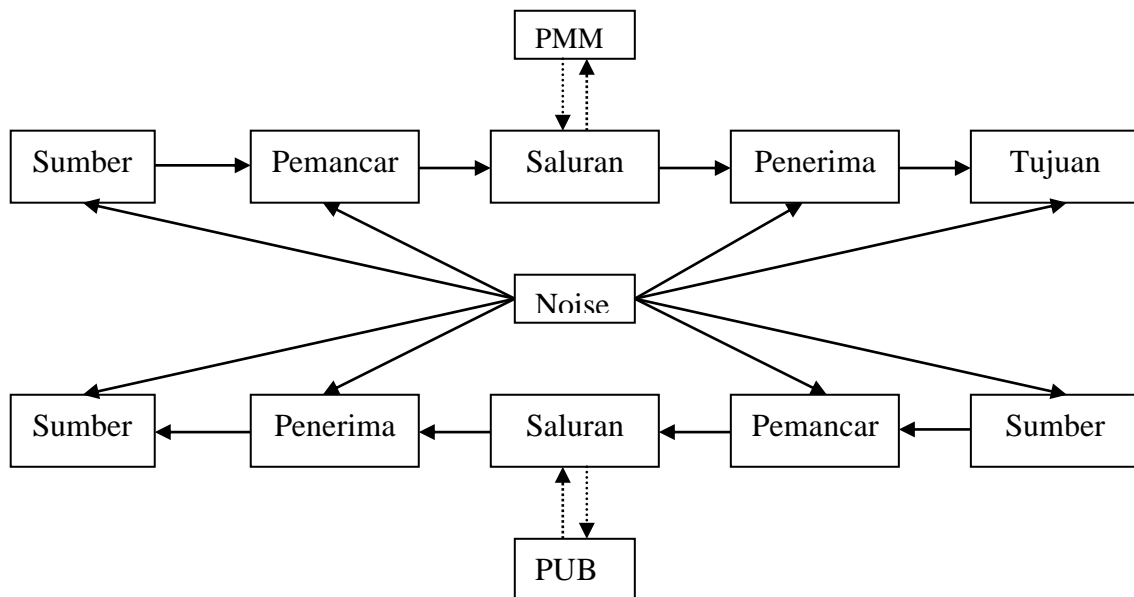 PMM
Sumber
Pemancar
Saluran
Penerima
Tujuan
Noise
Sumber
Penerima
Saluran
Pemancar
Sumber
PUB